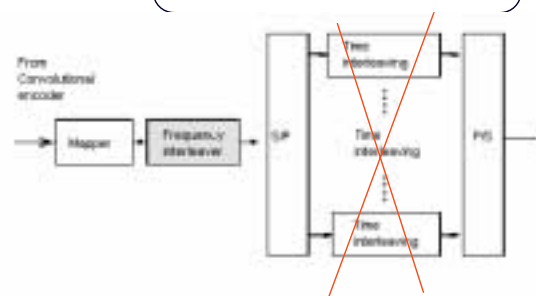 From
Convolutional
encoder
Mapper
Frequency
interleaver
S/P
Time
interleaving
Time
interleaving
Time
interleaving
P/S